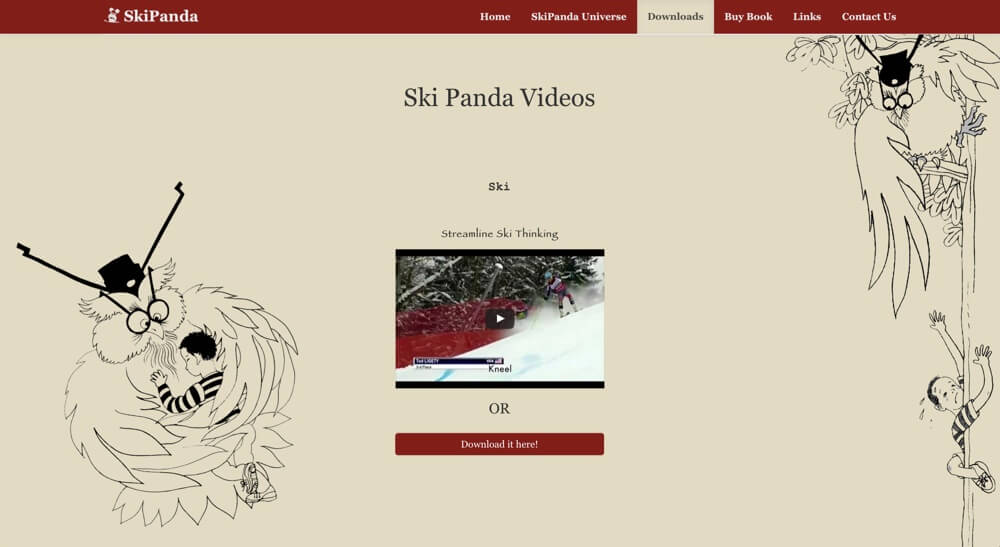 SkiPanda
Home
SkiPanda Universe
Downloads
Buy Book
Links
Contact Us
Ski Panda Videos
Ski
Streamline Ski Thinking
Ted LIGETY
Kneel
OR
Download it here!